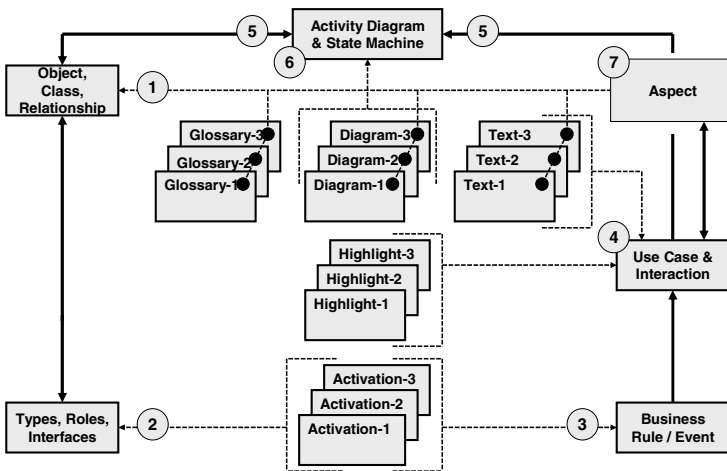 5
Activity Diagram
& State Machine
5
6
7
Object,
Class,
Relationship
1
Aspect
Glossary-3
Glossary-2
Glossary-1
Diagram-3
Diagram-2
Diagram-1
Text-3
Text-2
Text-1
4
Highlight-3
Highlight-2
Highlight-1
Use Case &
Interaction
Activation-3
Activation-2
Activation-1
Types, Roles,
Interfaces
2
3
Business
Rule / Event